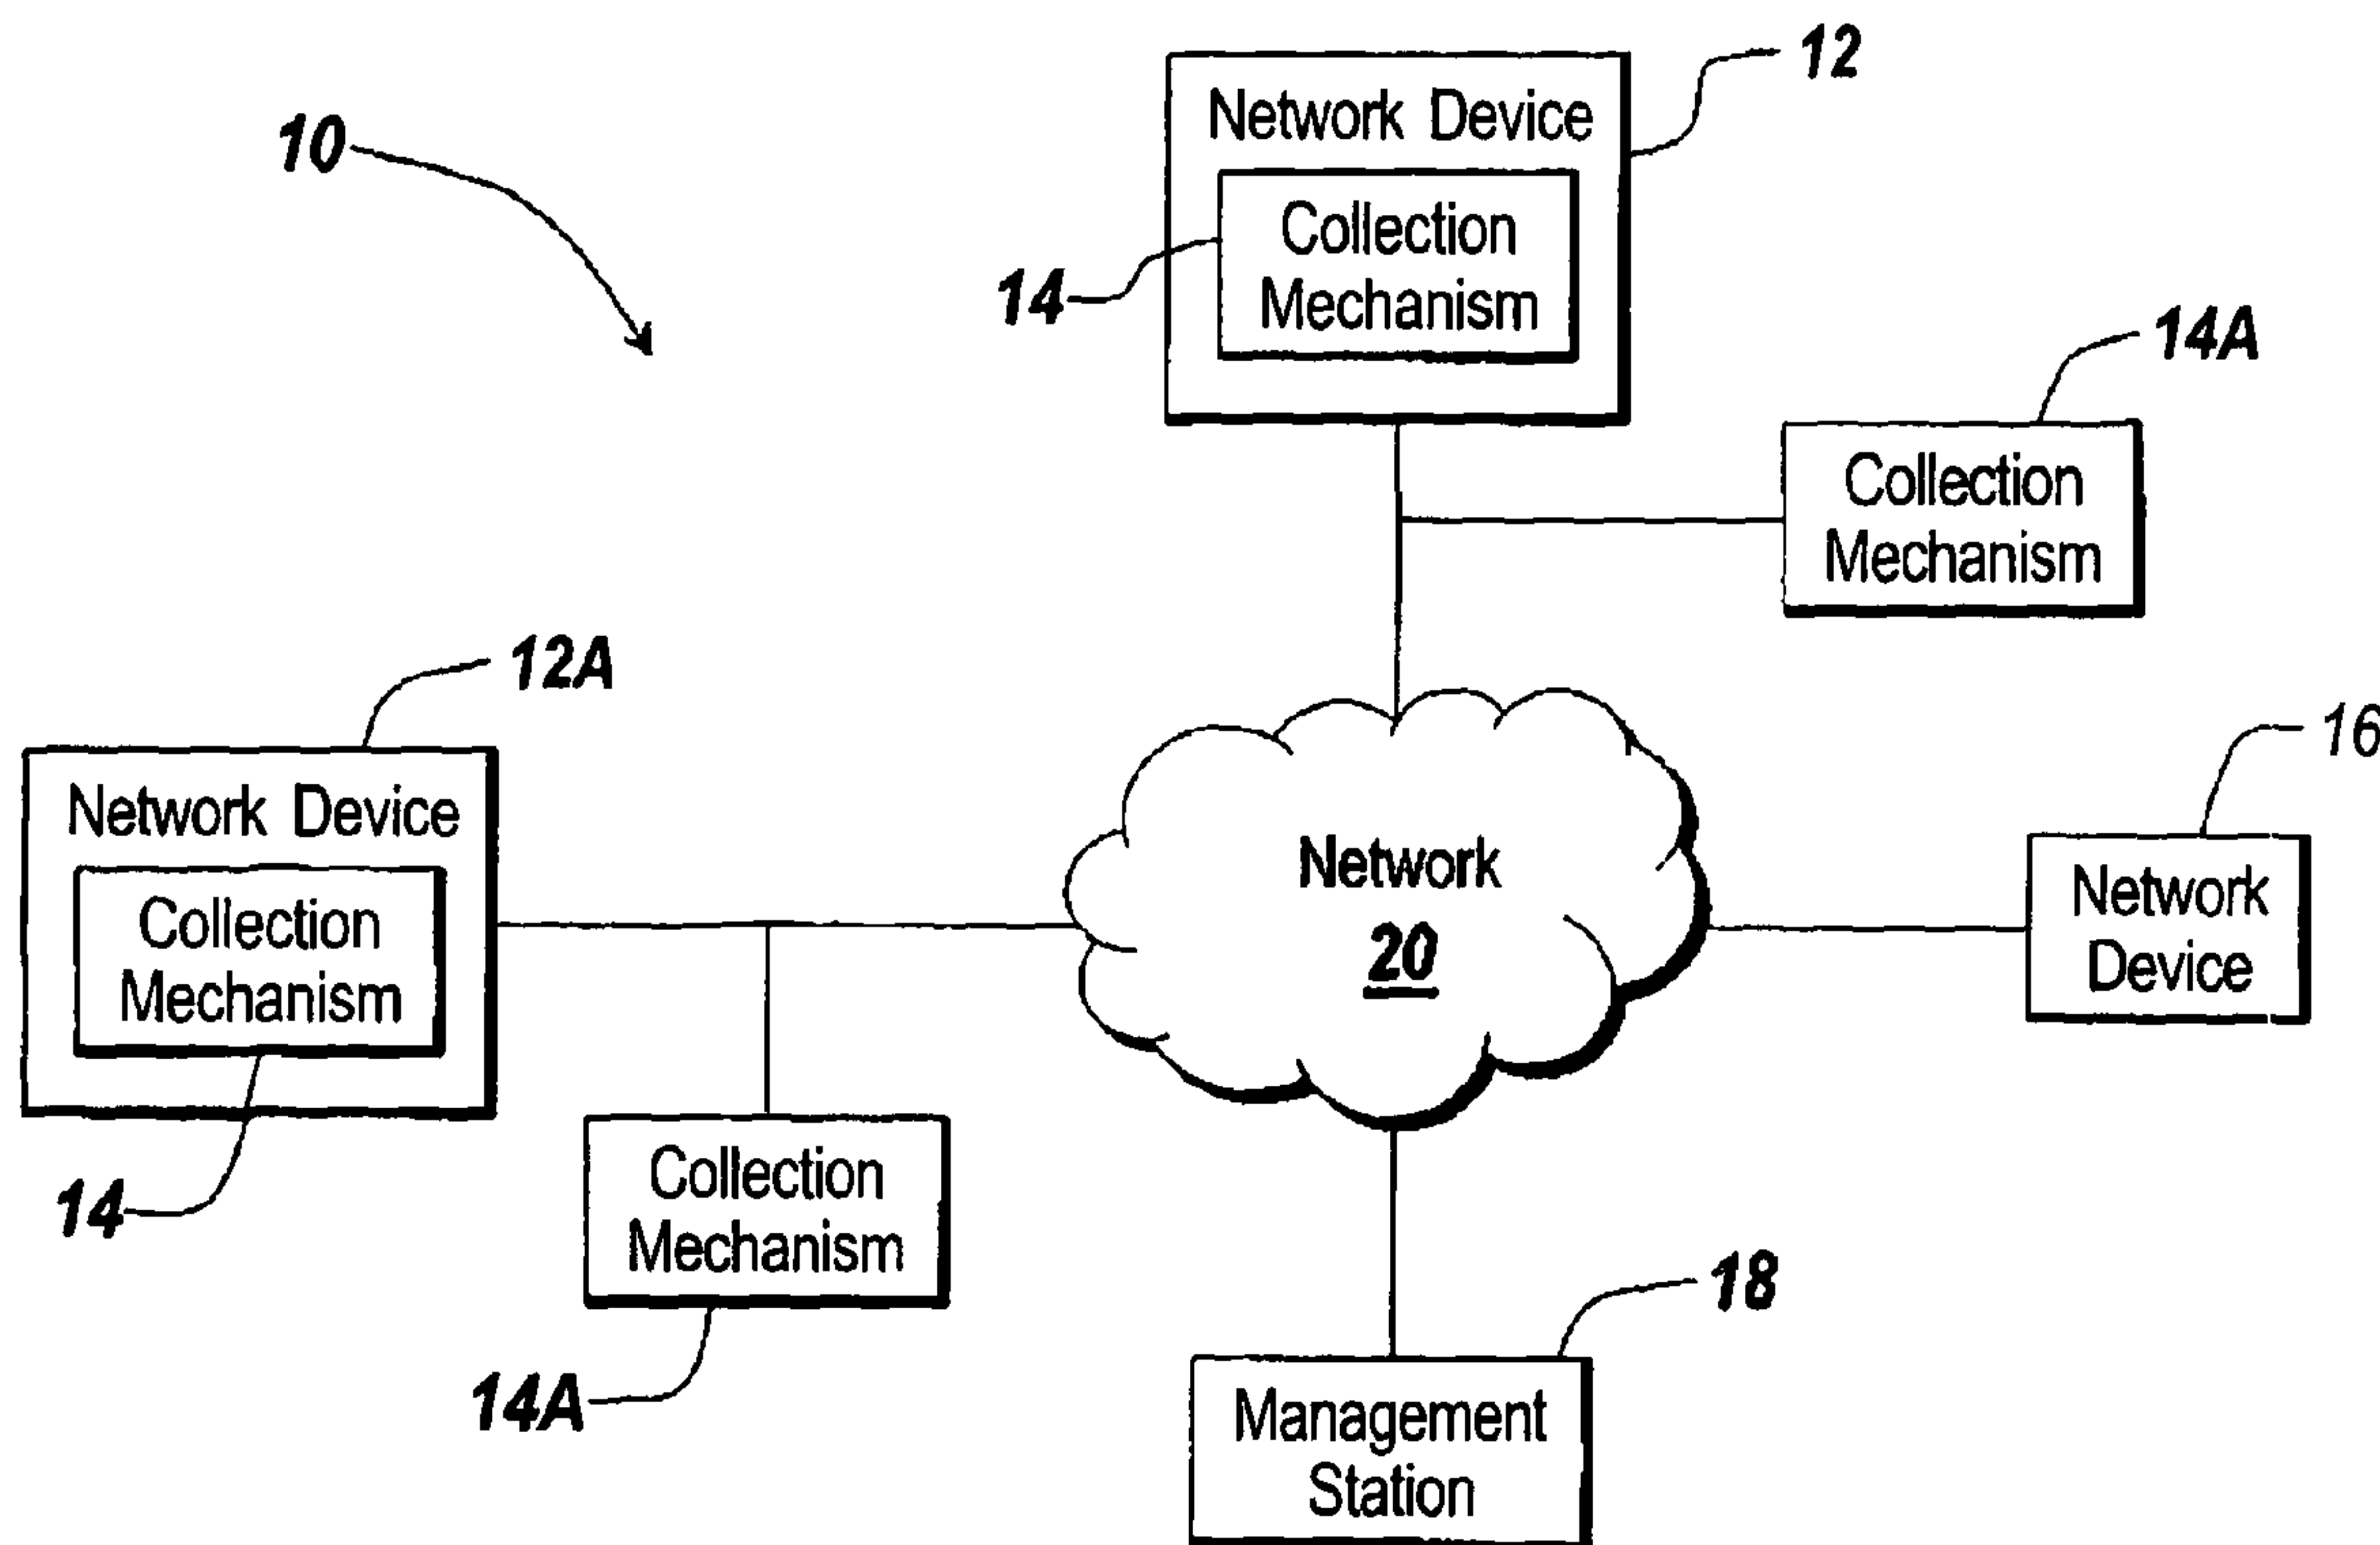 12
10
Network Device
Collection
Mechanism
14
14A
Collection
Mechanism
12A
16
Network Device
Collection
Mechanism
Network
20
Network
Device
14
Collection
Mechanism
18
14A
Management
Station